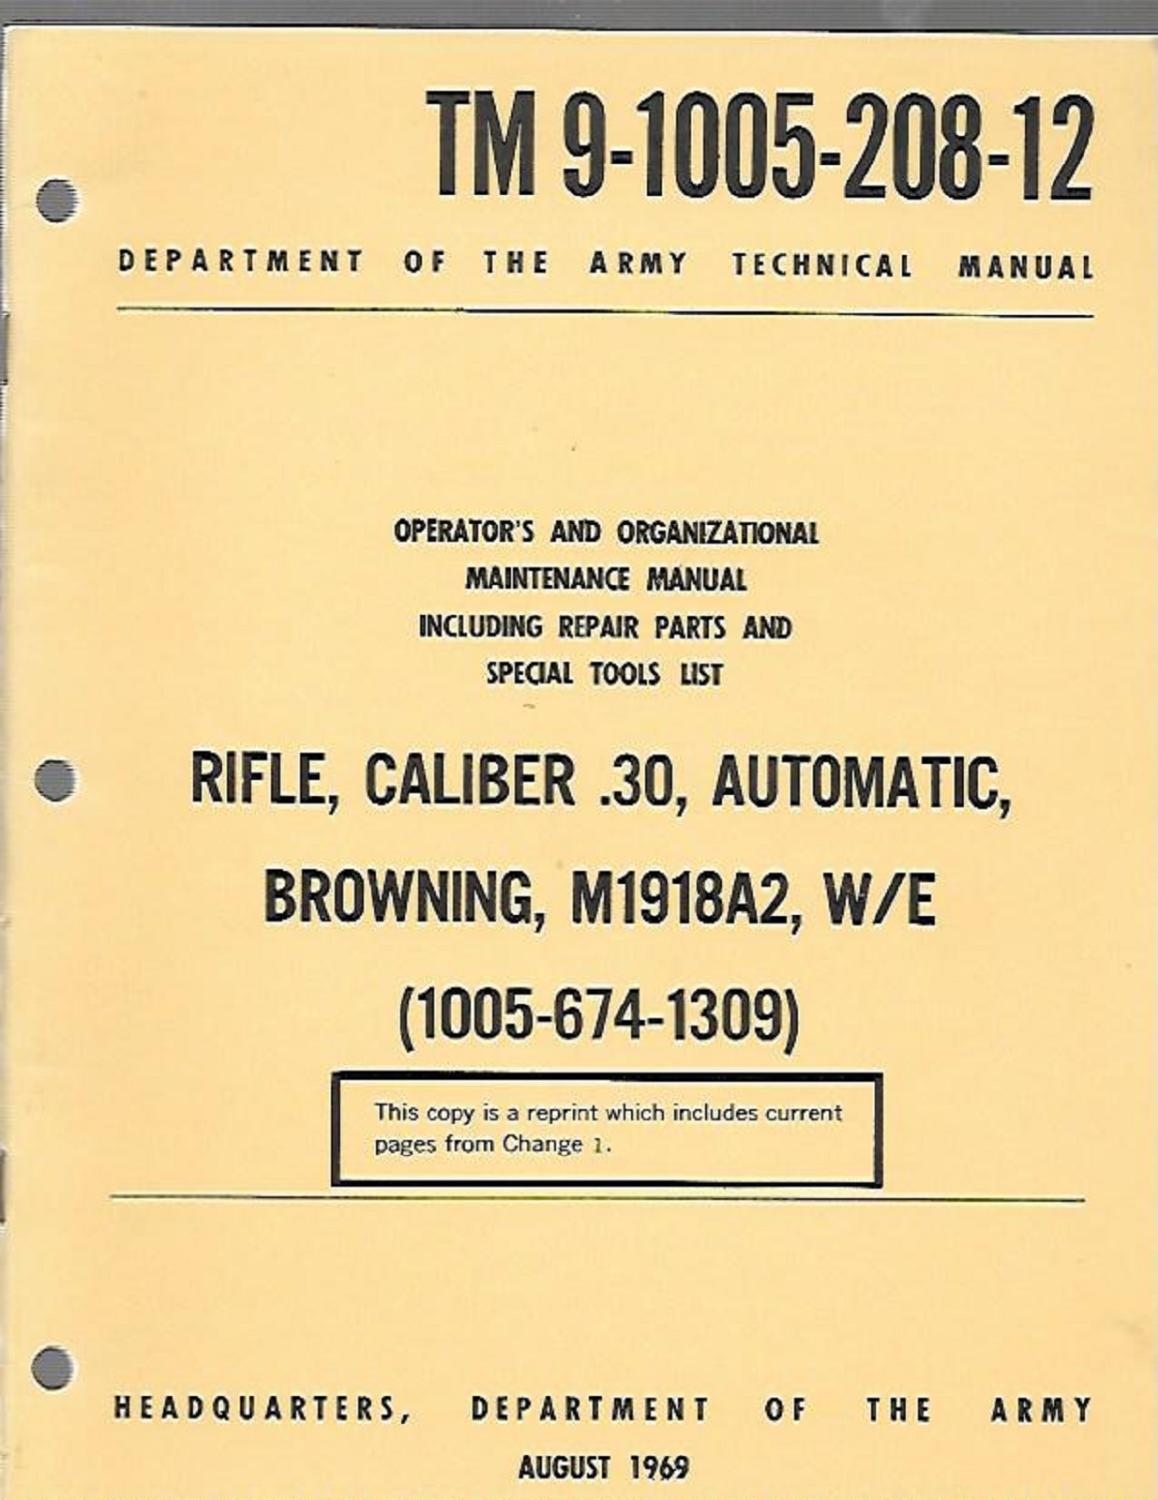 TM 9-1005-208-12
DEPARTMENT OF THE ARMY TECHNICAL MANUAL
OPERATOR'S AND ORGANIZATIONAL
MAINTENANCE MANUAL
INCLUDING REPAIR PARTS AND
SPECIAL TOOLS LIST
RIFLE, CALIBER .30, AUTOMATIC,
BROWNING, M1918A2, W/E
(1005-674-1309)
This copy is a reprint which includes current
pages from Change 1.
HEADQUARTERS, DEPARTMENT OF THE ARMY
AUGUST 1969